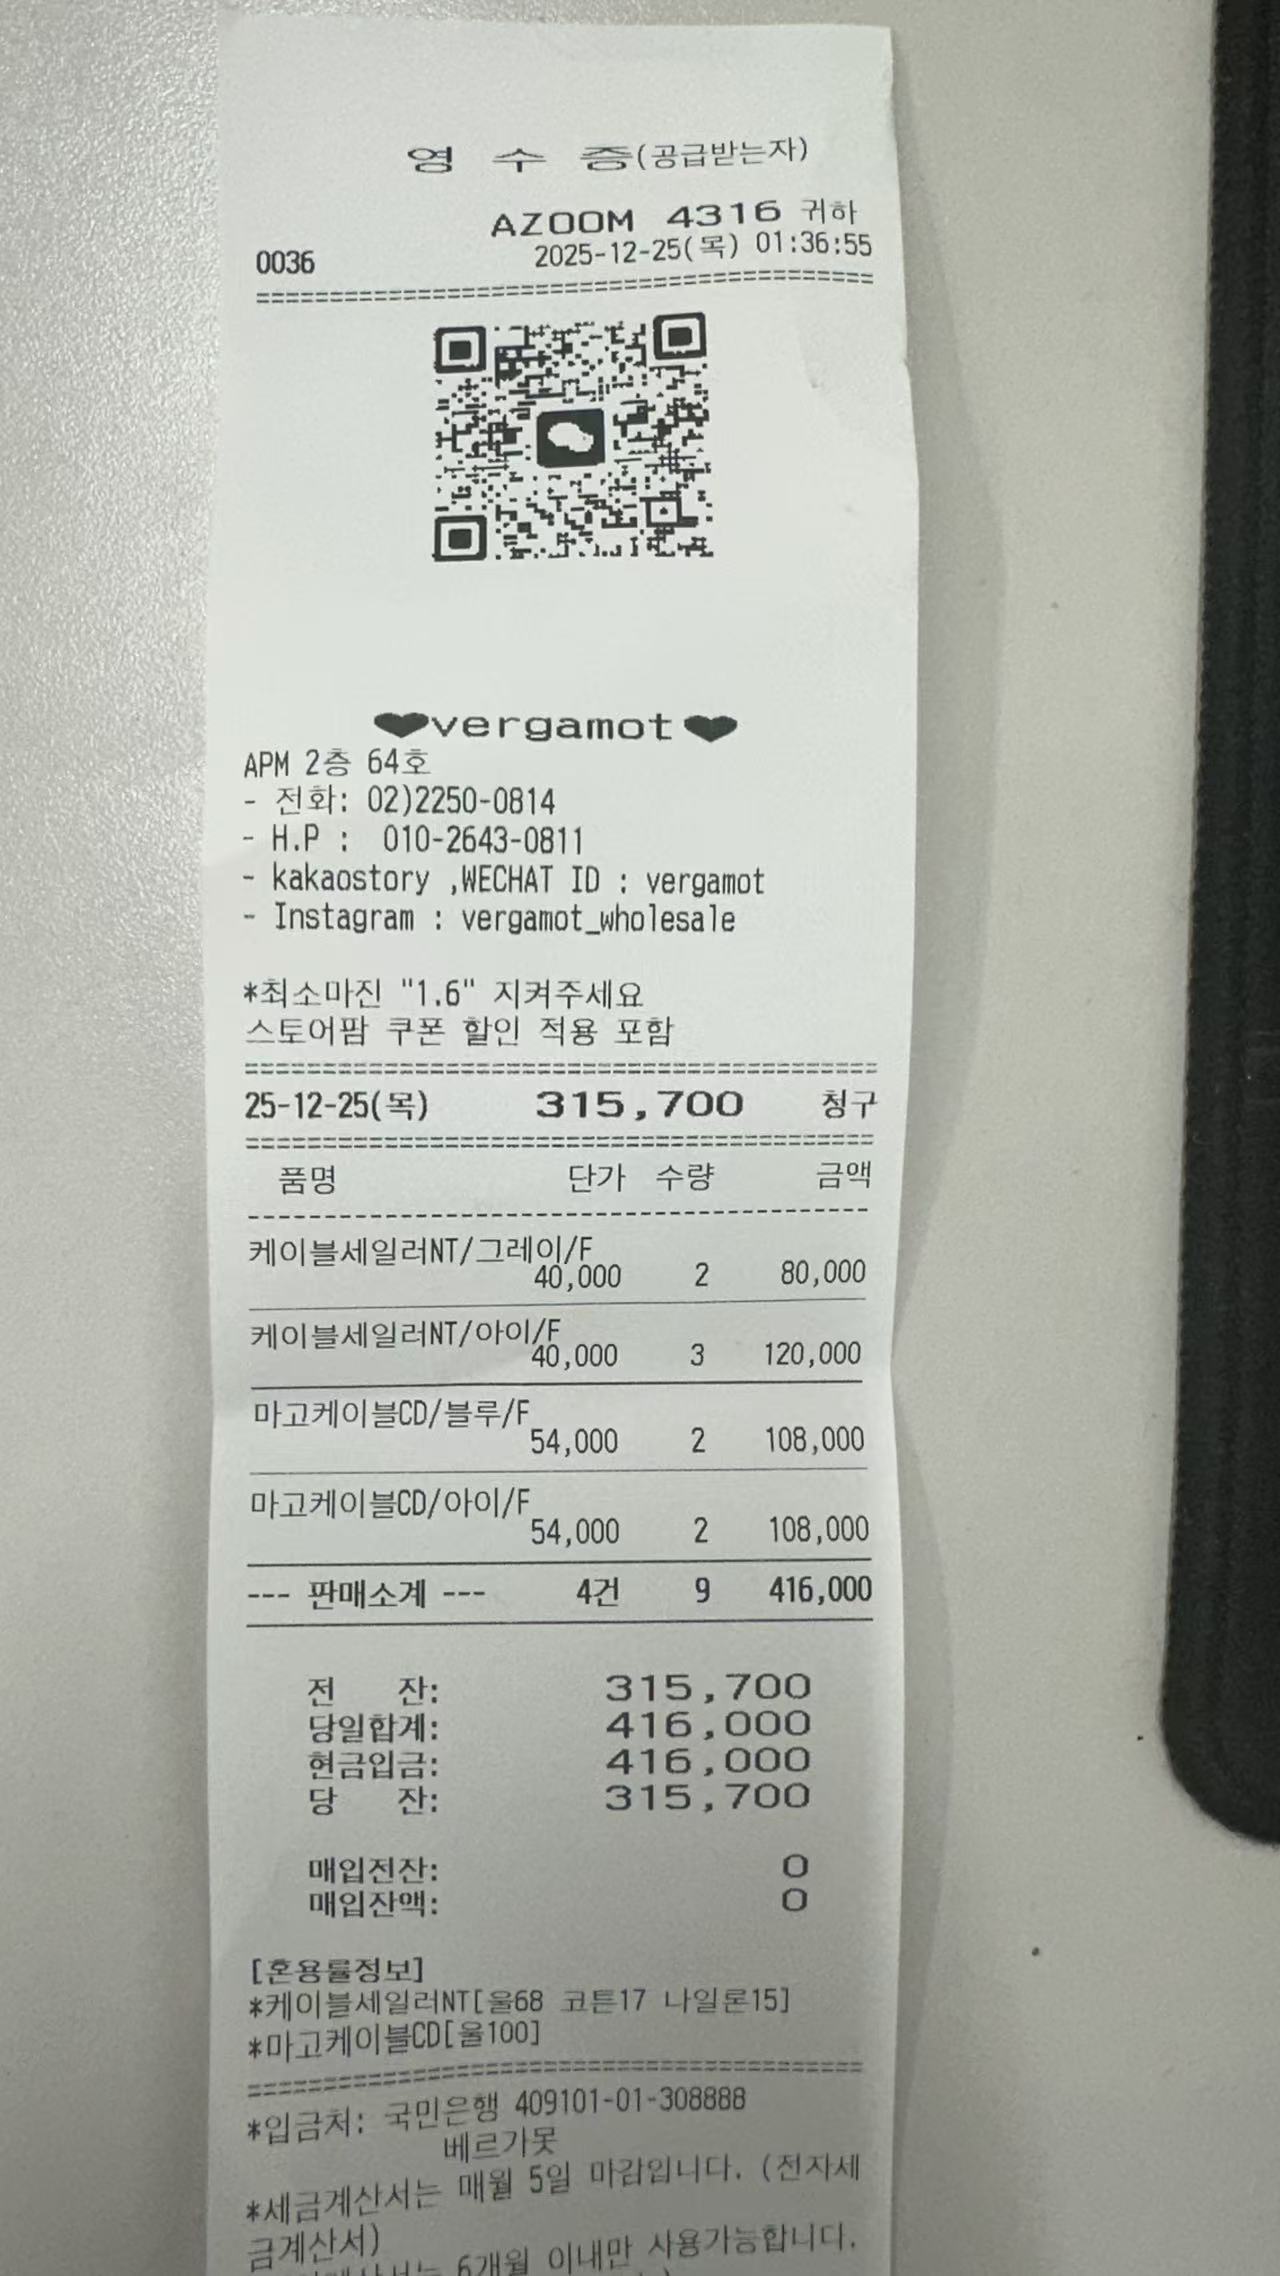 영 수 증(공급받는자)
AZOOM 4316 귀하
0036 2025-12-25(목) 01:36:55
==========================================
♥vergamot♥
APM 2층 64호
- 전화: 02)2250-0814
- H.P : 010-2643-0811
- kakaostory ,WECHAT ID : vergamot
- Instagram : vergamot_wholesale
*최소마진 "1.6" 지켜주세요
스토어팜 쿠폰 할인 적용 포함
==========================================
25-12-25(목) 315,700 청구
==========================================
품명 단가 수량 금액
------------------------------------------
케이블세일러NT/그레이/F
40,000 2 80,000
케이블세일러NT/아이/F
40,000 3 120,000
마고케이블CD/블루/F
54,000 2 108,000
마고케이블CD/아이/F
54,000 2 108,000
--- 판매소계 --- 4건 9 416,000
전 잔: 315,700
당일합계: 416,000
현금입금: 416,000
당 잔: 315,700
매입전잔: 0
매입잔액: 0
[혼용률정보]
*케이블세일러NT[울68 코튼17 나일론15]
*마고케이블CD[울100]
==========================================
*입금처: 국민은행 409101-01-308888
베르가못
*세금계산서는 매월 5일 마감입니다. (전자세
금계산서)
6개월 이내만 사용가능합니다.